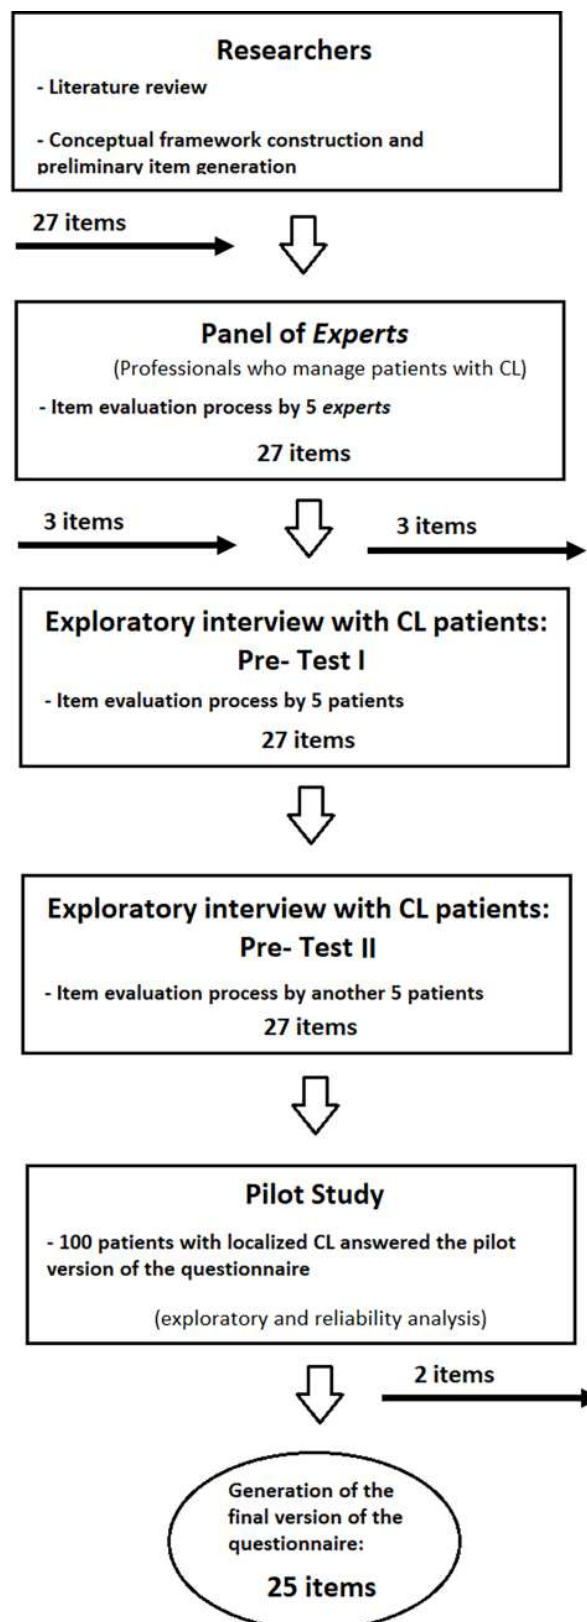 Researchers
- Literature review
- Conceptual framework construction and
preliminary item generation
27 items
Panel of Experts
(Professionals who manage patients with CL)
- Item evaluation process by 5 experts
27 items
3 items
3 items
Exploratory interview with CL patients:
Pre- Test I
- Item evaluation process by 5 patients
27 items
Exploratory interview with CL patients:
Pre- Test II
- Item evaluation process by another 5 patients
27 items
Pilot Study
- 100 patients with localized CL answered the pilot
version of the questionnaire
(exploratory and reliability analysis)
2 items
Generation of the
final version of the
questionnaire:
25 items